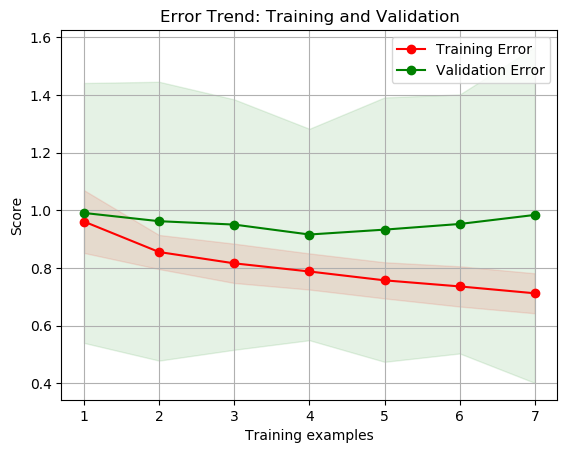 Error Trend: Training and Validation
Training Error
Validation Error
Score
1.6
1.4
1.2
1.0
0.8
0.6
0.4
1 2 3 4 5 6 7
Training examples